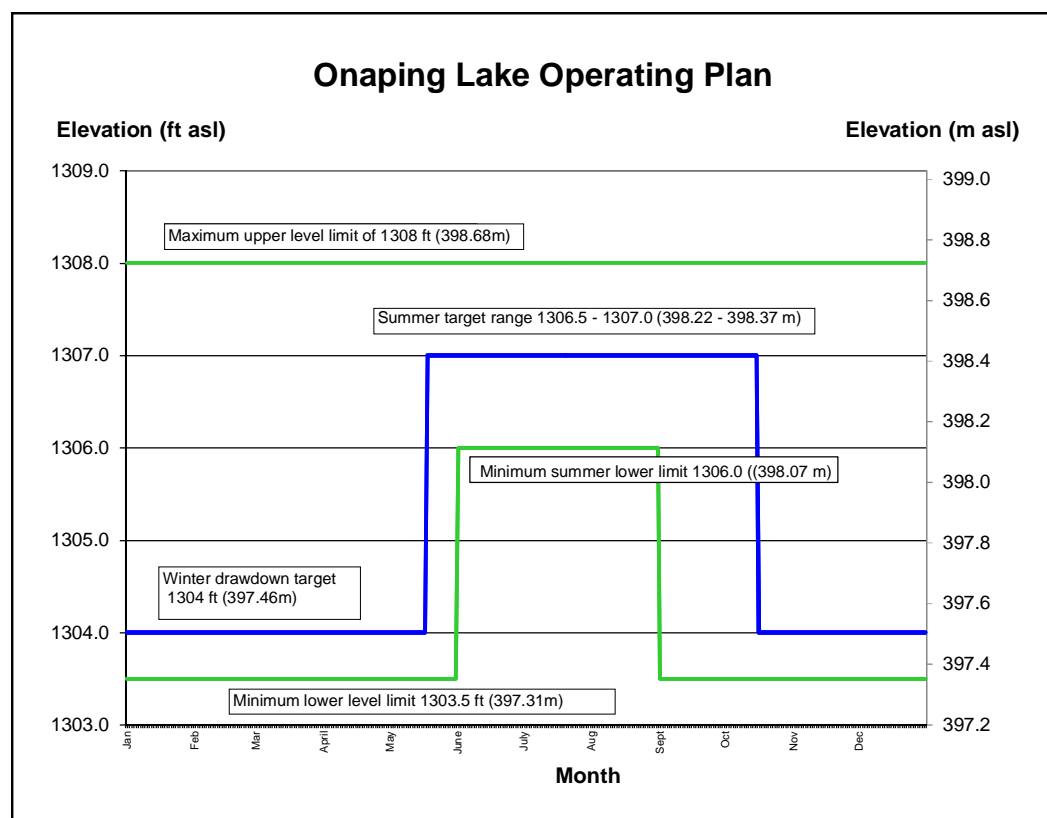 Onaping Lake Operating Plan
Elevation (ft asl)
Elevation (m asl)
1309.0
1308.0
1307.0
1306.0
1305.0
1304.0
1303.0
399.0
398.8
398.6
398.4
398.2
398.0
397.8
397.6
397.4
397.2
Maximum upper level limit of 1308 ft (398.68m)
Summer target range 1306.5 - 1307.0 (398.22 - 398.37 m)
Minimum summer lower limit 1306.0 ((398.07 m)
Winter drawdown target
1304 ft (397.46m)
Minimum lower level limit 1303.5 ft (397.31m)
Jan
Feb
Mar
April
May
June
July
Aug
Sept
Oct
Nov
Dec
Month